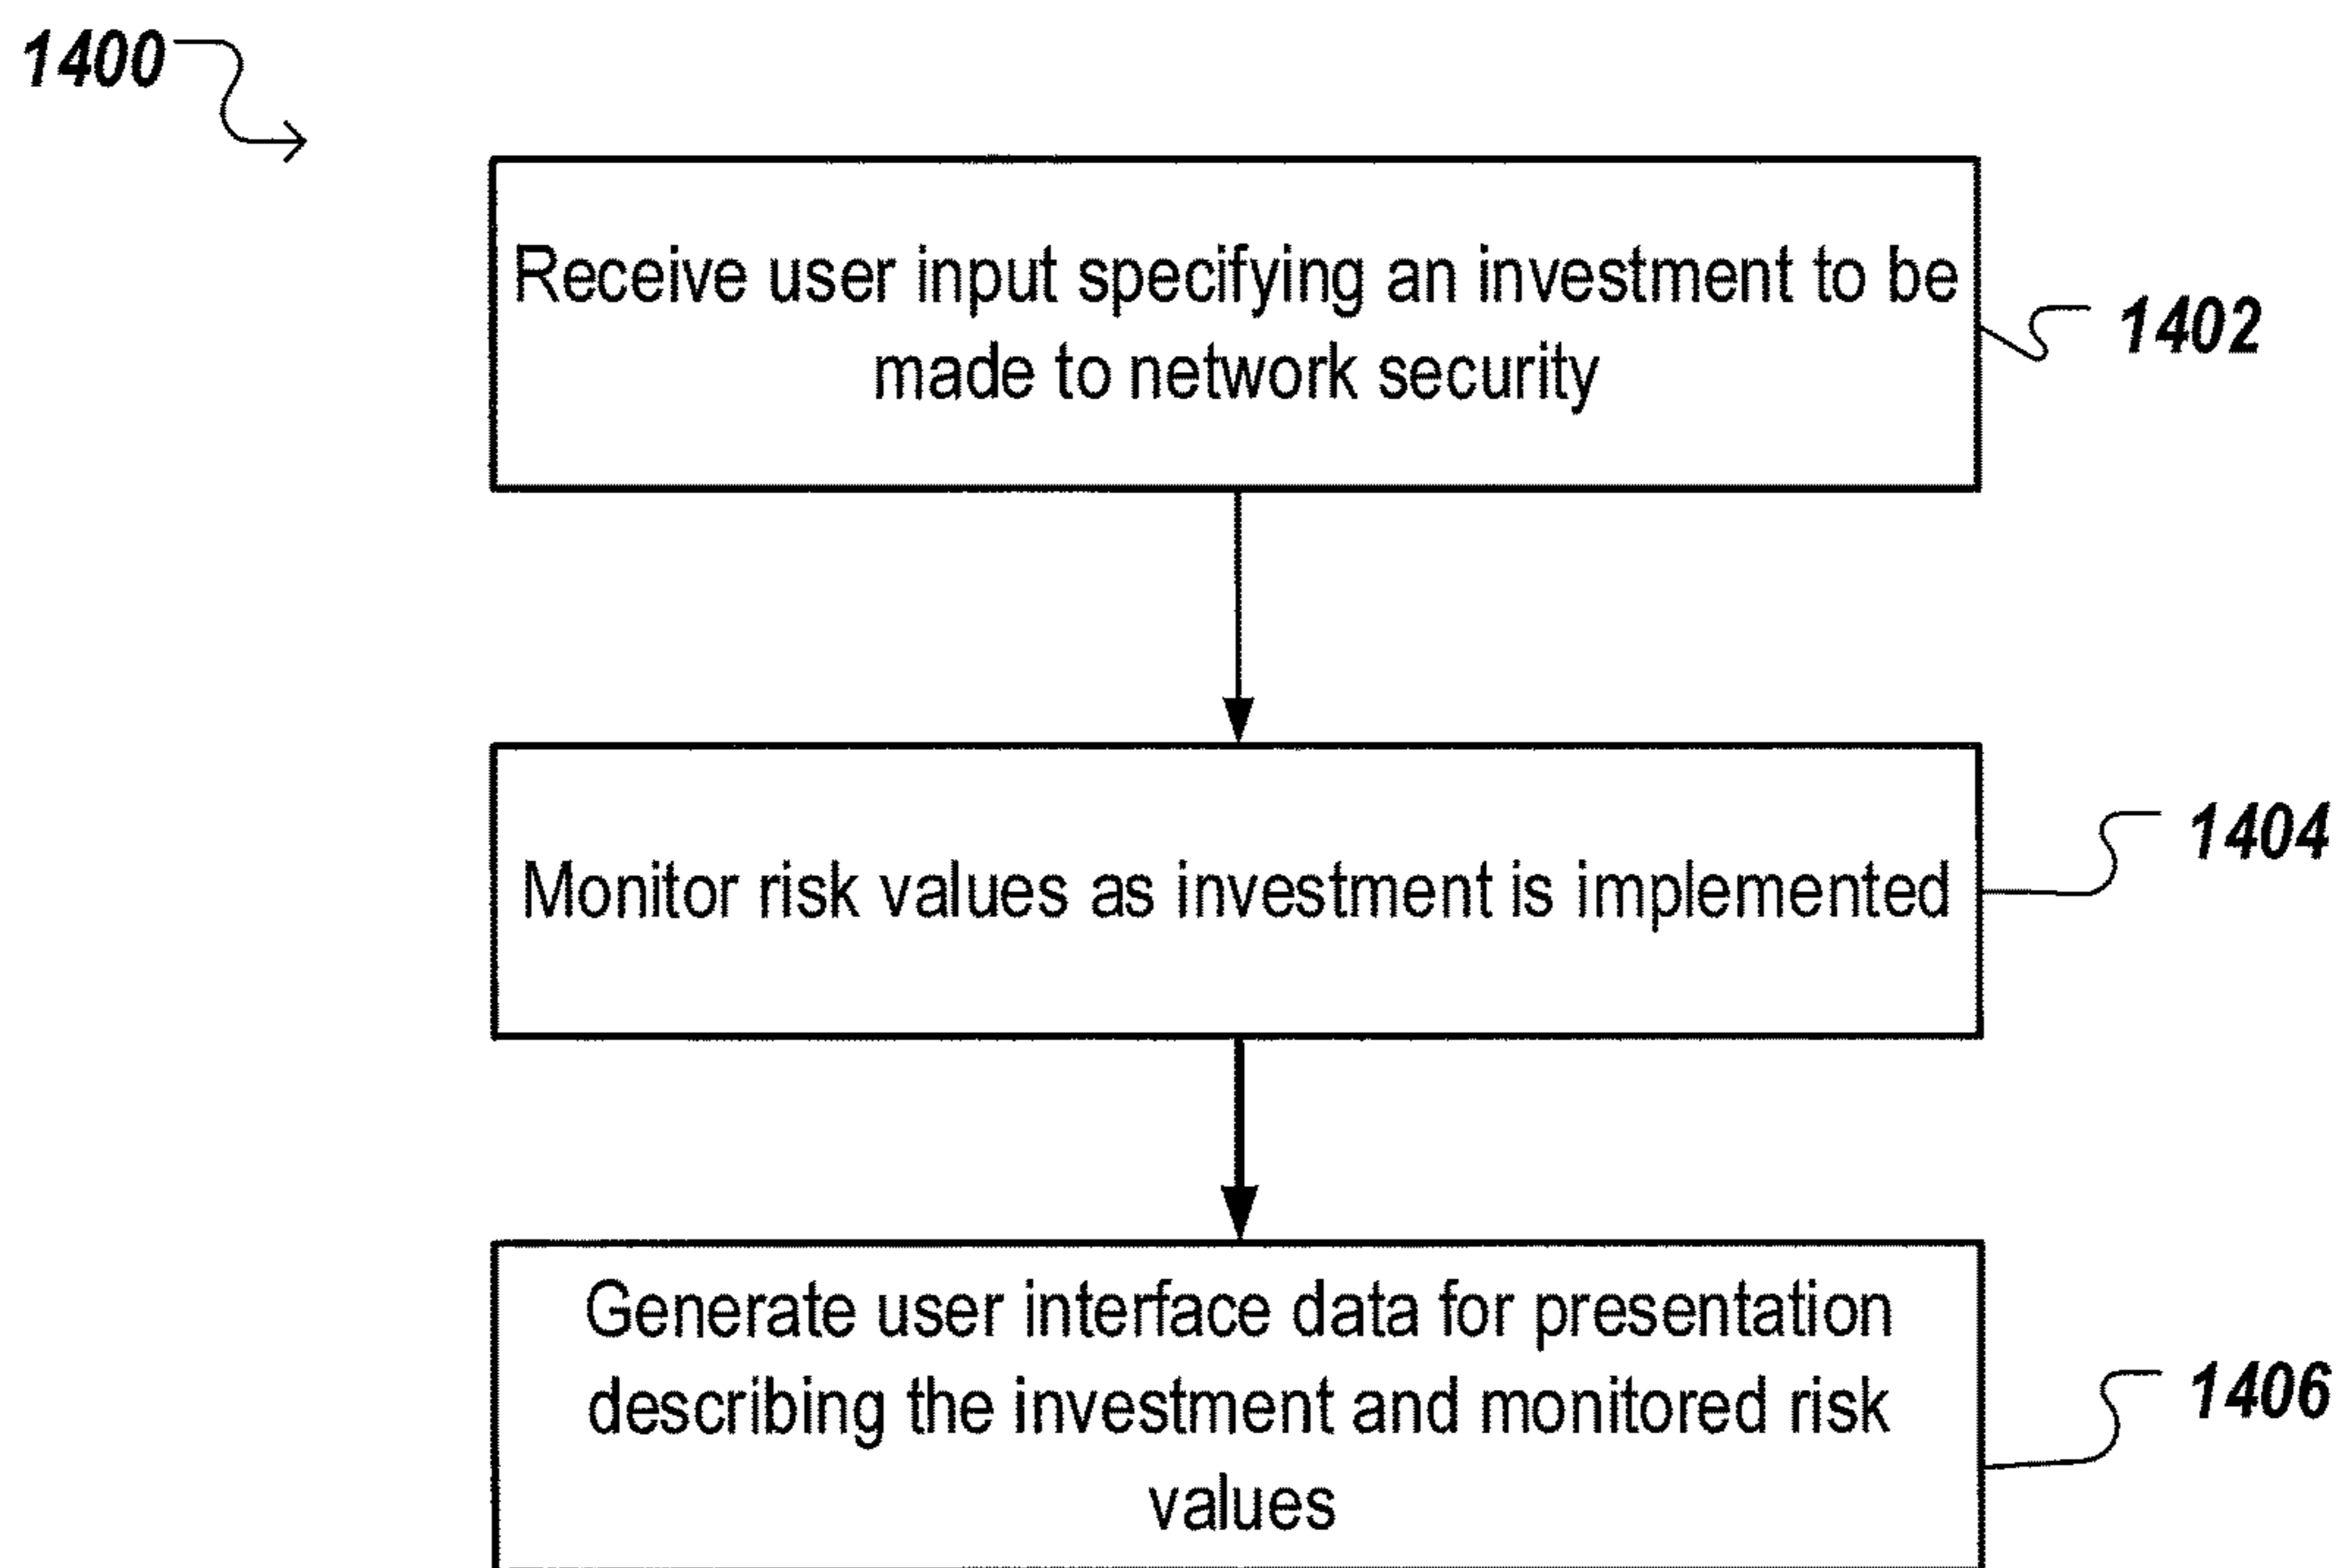 1400
Receive user input specifying an investment to be
made to network security
1402
Monitor risk values as investment is implemented
1404
Generate user interface data for presentation
describing the investment and monitored risk
values
1406